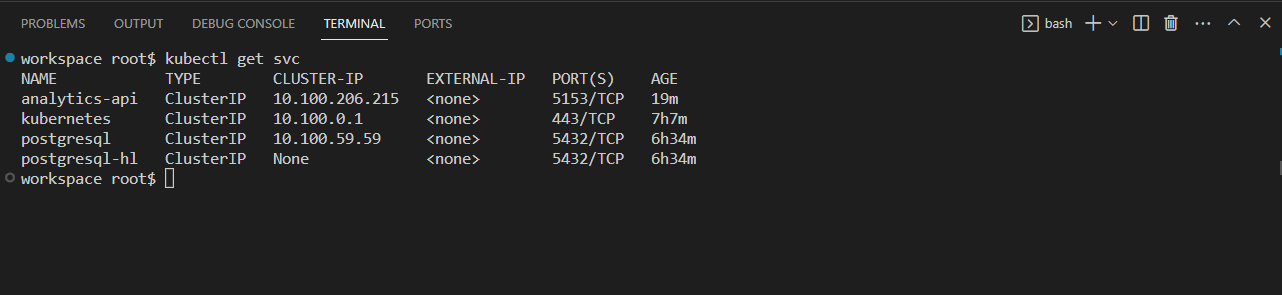 PROBLEMS OUTPUT DEBUG CONSOLE TERMINAL PORTS bash
workspace root$ kubectl get svc
NAME TYPE CLUSTER-IP EXTERNAL-IP PORT(S) AGE
analytics-api ClusterIP 10.100.206.215 <none> 5153/TCP 19m
kubernetes ClusterIP 10.100.0.1 <none> 443/TCP 7h7m
postgresql ClusterIP 10.100.59.59 <none> 5432/TCP 6h34m
postgresql-hl ClusterIP None <none> 5432/TCP 6h34m
workspace root$